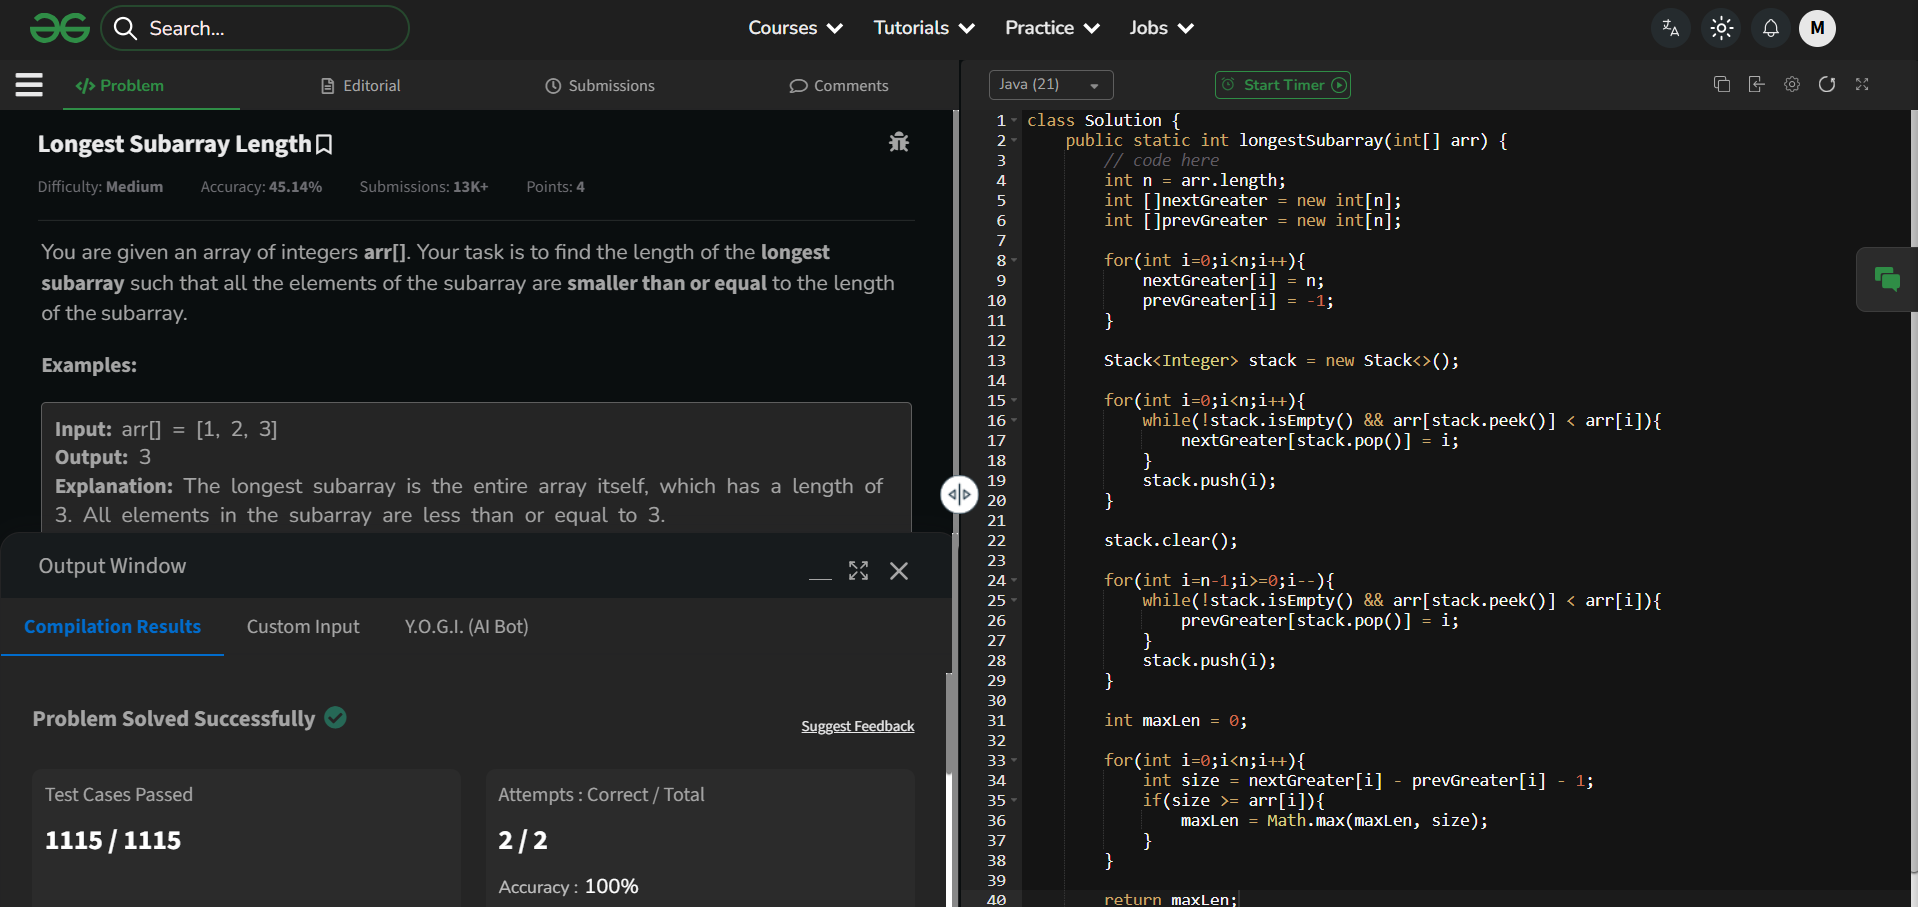 Search...
Courses
Tutorials
Practice
Jobs
M
</> Problem
Editorial
Submissions
Comments
Longest Subarray Length
Difficulty: Medium Accuracy: 45.14% Submissions: 13K+ Points: 4
You are given an array of integers arr[]. Your task is to find the length of the longest
subarray such that all the elements of the subarray are smaller than or equal to the length
of the subarray.
Examples:
Input: arr[] = [1, 2, 3]
Output: 3
Explanation: The longest subarray is the entire array itself, which has a length of
3. All elements in the subarray are less than or equal to 3.
Output Window
Compilation Results
Custom Input
Y.O.G.I. (AI Bot)
Problem Solved Successfully
Suggest Feedback
Test Cases Passed
1115 / 1115
Attempts : Correct / Total
2 / 2
Accuracy : 100%
Java (21)
Start Timer
1 class Solution {
2     public static int longestSubarray(int[] arr) {
3         // code here
4         int n = arr.length;
5         int []nextGreater = new int[n];
6         int []prevGreater = new int[n];
7
8         for(int i=0;i<n;i++){
9             nextGreater[i] = n;
10             prevGreater[i] = -1;
11         }
12
13         Stack<Integer> stack = new Stack<>();
14
15         for(int i=0;i<n;i++){
16             while(!stack.isEmpty() && arr[stack.peek()] < arr[i]){
17                 nextGreater[stack.pop()] = i;
18             }
19             stack.push(i);
20         }
21
22         stack.clear();
23
24         for(int i=n-1;i>=0;i--){
25             while(!stack.isEmpty() && arr[stack.peek()] < arr[i]){
26                 prevGreater[stack.pop()] = i;
27             }
28             stack.push(i);
29         }
30
31         int maxLen = 0;
32
33         for(int i=0;i<n;i++){
34             int size = nextGreater[i] - prevGreater[i] - 1;
35             if(size >= arr[i]){
36                 maxLen = Math.max(maxLen, size);
37             }
38         }
39
40         return maxLen;